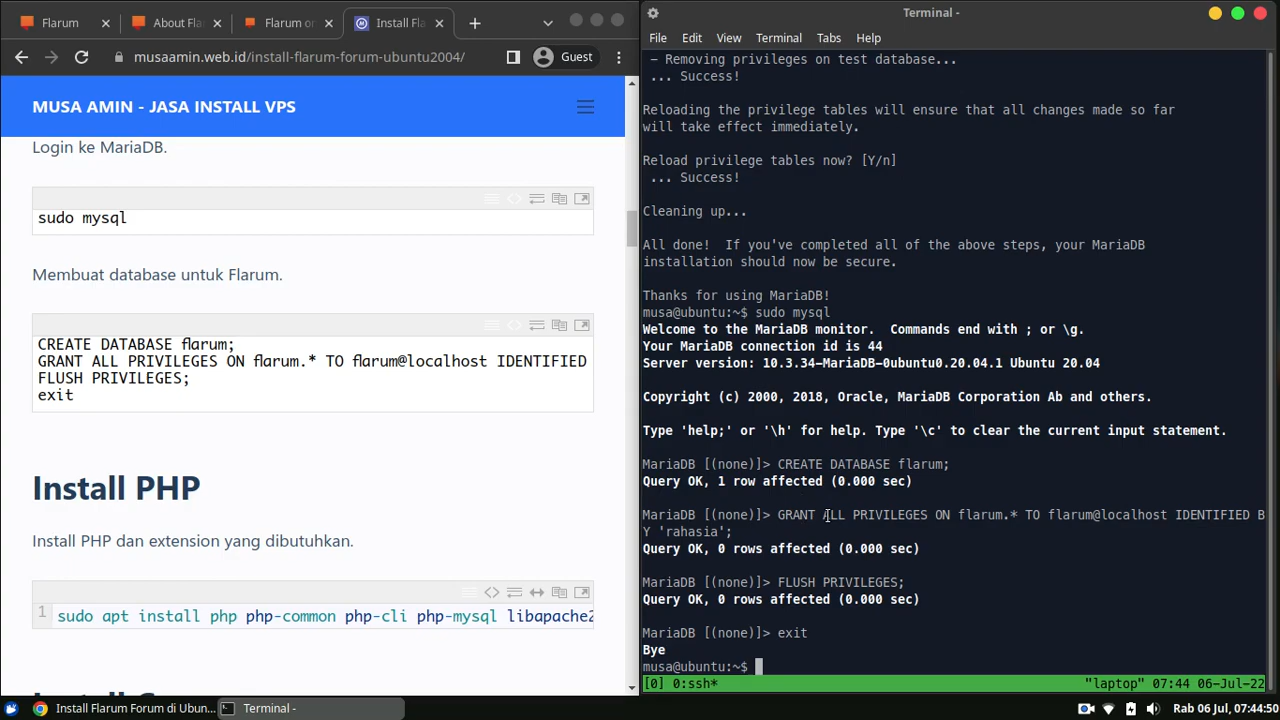 Flarum
About Fla
Flarum on
Install Fla
musaamin.web.id/install-flarum-forum-ubuntu2004/
Guest
MUSA AMIN - JASA INSTALL VPS
Login ke MariaDB.
sudo mysql
Membuat database untuk Flarum.
CREATE DATABASE flarum;
GRANT ALL PRIVILEGES ON flarum.* TO flarum@localhost IDENTIFIED
FLUSH PRIVILEGES;
exit
Install PHP
Install PHP dan extension yang dibutuhkan.
1 sudo apt install php php-common php-cli php-mysql libapache2
Terminal -
File Edit View Terminal Tabs Help
- Removing privileges on test database...
... Success!
Reloading the privilege tables will ensure that all changes made so far
will take effect immediately.
Reload privilege tables now? [Y/n]
... Success!
Cleaning up...
All done! If you've completed all of the above steps, your MariaDB
installation should now be secure.
Thanks for using MariaDB!
musa@ubuntu:~$ sudo mysql
Welcome to the MariaDB monitor. Commands end with ; or \g.
Your MariaDB connection id is 44
Server version: 10.3.34-MariaDB-0ubuntu0.20.04.1 Ubuntu 20.04
Copyright (c) 2000, 2018, Oracle, MariaDB Corporation Ab and others.
Type 'help;' or '\h' for help. Type '\c' to clear the current input statement.
MariaDB [(none)]> CREATE DATABASE flarum;
Query OK, 1 row affected (0.000 sec)
MariaDB [(none)]> GRANT ALL PRIVILEGES ON flarum.* TO flarum@localhost IDENTIFIED B
Y 'rahasia';
Query OK, 0 rows affected (0.000 sec)
MariaDB [(none)]> FLUSH PRIVILEGES;
Query OK, 0 rows affected (0.000 sec)
MariaDB [(none)]> exit
Bye
musa@ubuntu:~$
[0] 0:ssh* "laptop" 07:44 06-Jul-22
Install Flarum Forum di Ubun...
Terminal -
Rab 06 Jul, 07:44:50